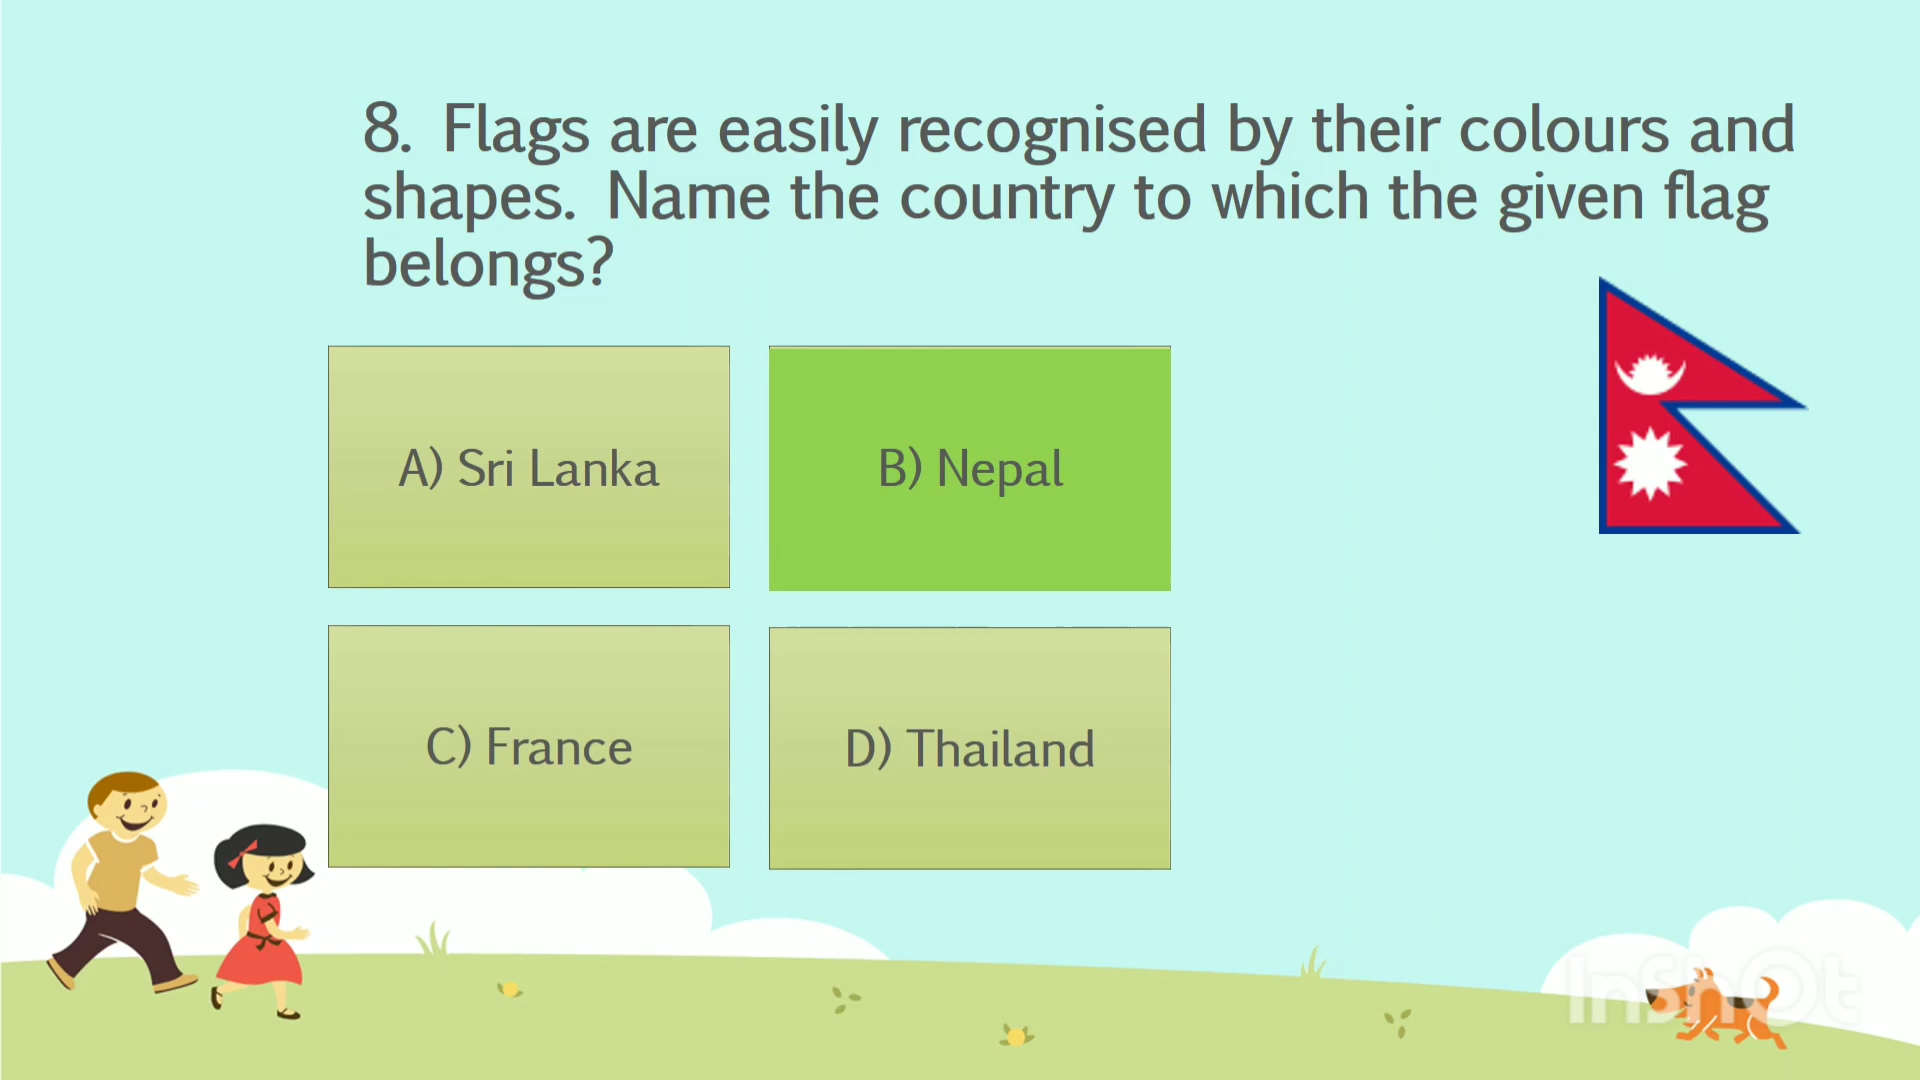 8. Flags are easily recognised by their colours and
shapes. Name the country to which the given flag
belongs?
A) Sri Lanka
B) Nepal
C) France
D) Thailand
InShOt